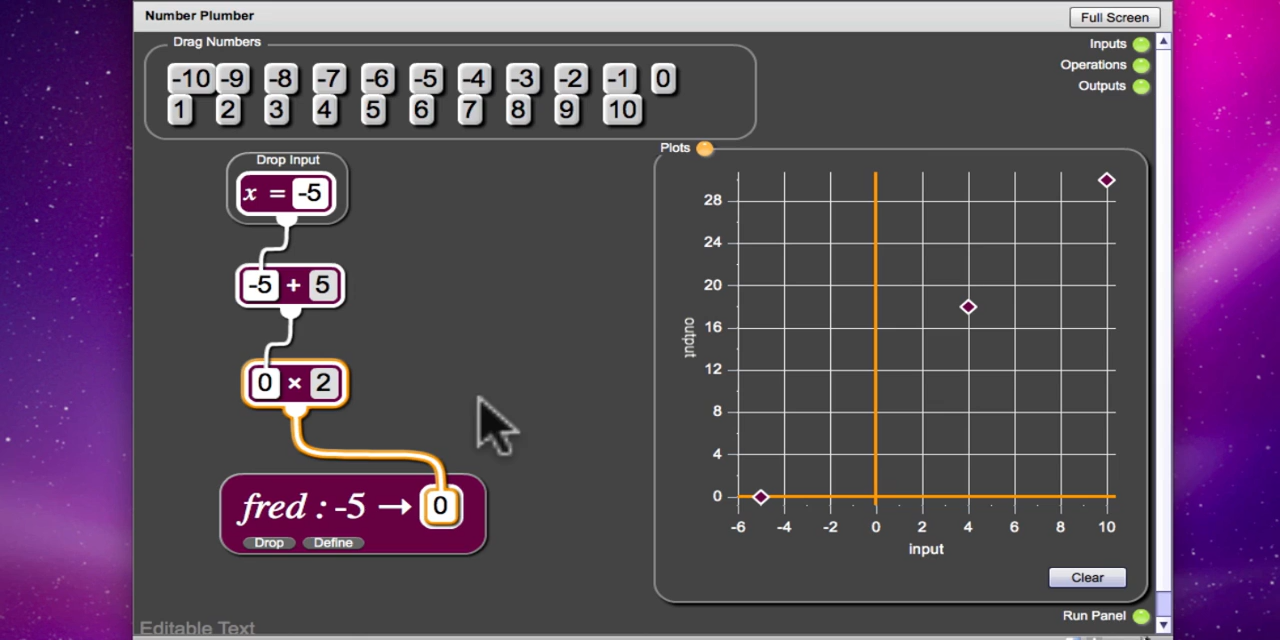 Number Plumber
Full Screen
Drag Numbers
Inputs
Operations
Outputs
-10 -9 -8 -7 -6 -5 -4 -3 -2 -1 0
1 2 3 4 5 6 7 8 9 10
Drop Input
x = -5
-5 + 5
0 × 2
fred : -5 → 0
Drop Define
Editable Text
Plots
28
24
20
16
12
8
4
0
output
-6 -4 -2 0 2 4 6 8 10
input
Clear
Run Panel